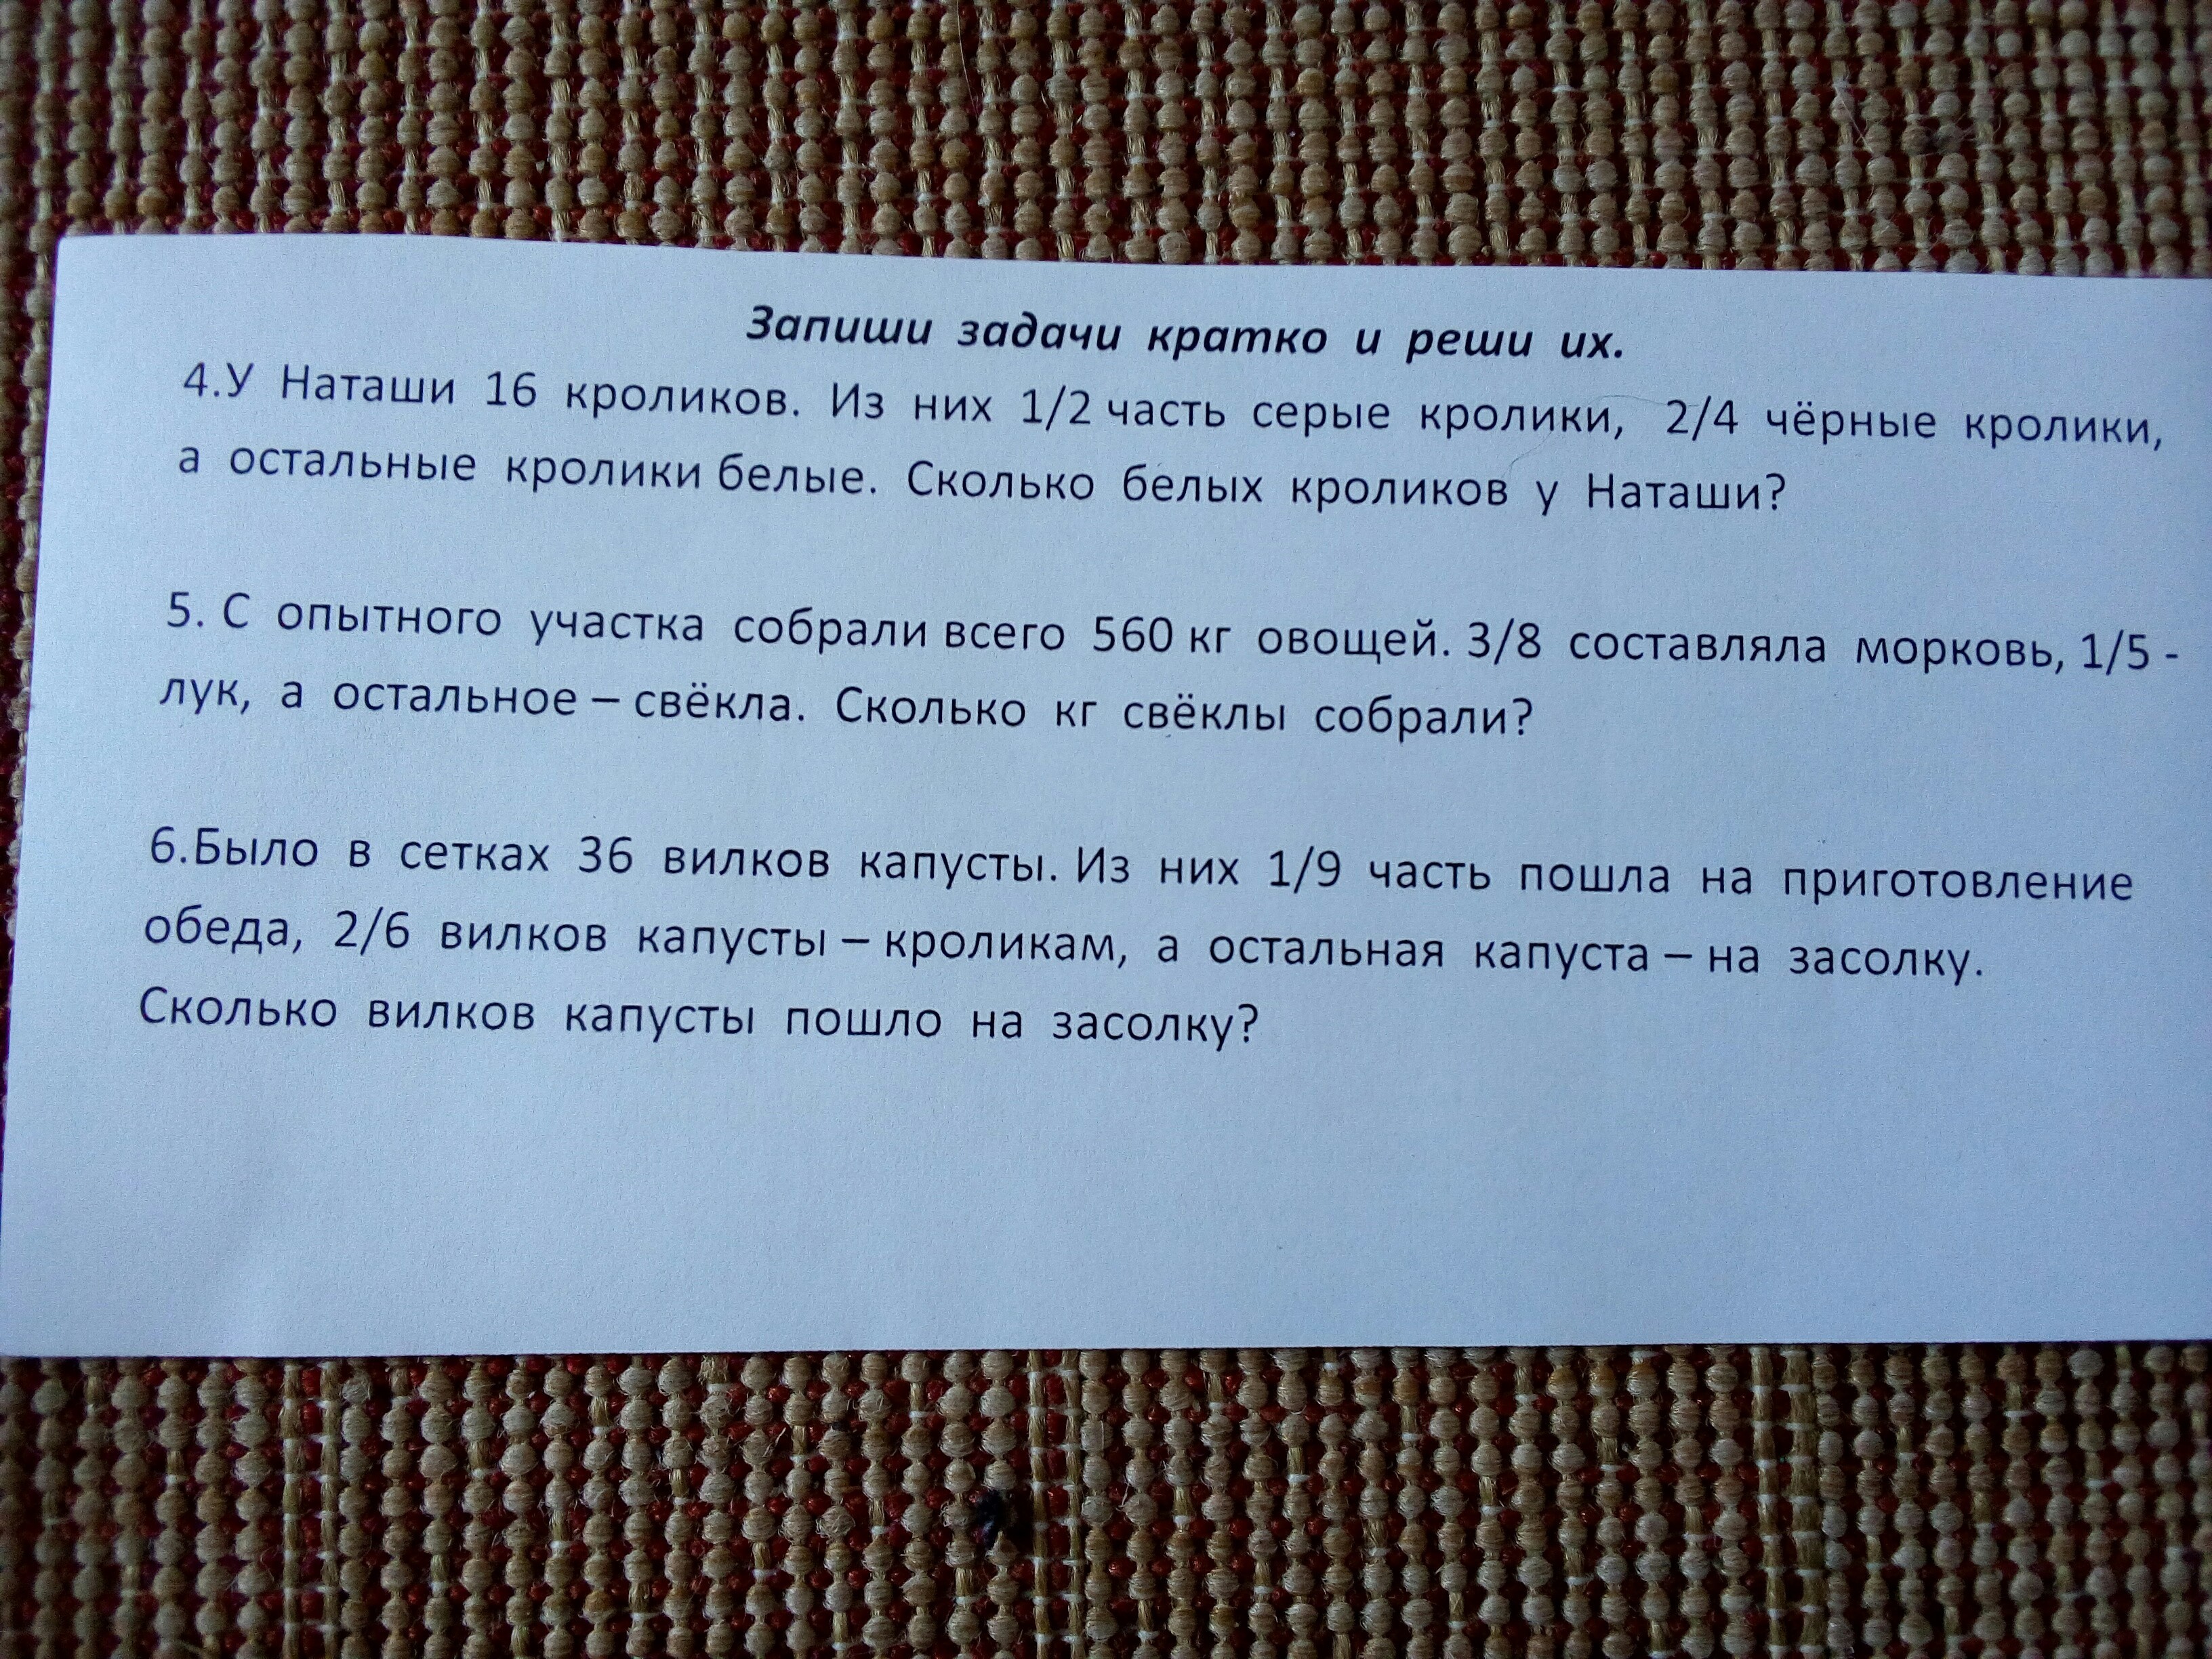 Запиши задачи кратко и реши их.
4.У Наташи 16 кроликов. Из них 1/2 часть серые кролики, 2/4 чёрные кролики,
а остальные кролики белые. Сколько белых кроликов у Наташи?
5. С опытного участка собрали всего 560 кг овощей. 3/8 составляла морковь, 1/5 -
лук, а остальное – свёкла. Сколько кг свёклы собрали?
6.Было в сетках 36 вилков капусты. Из них 1/9 часть пошла на приготовление
обеда, 2/6 вилков капусты – кроликам, а остальная капуста – на засолку.
Сколько вилков капусты пошло на засолку?